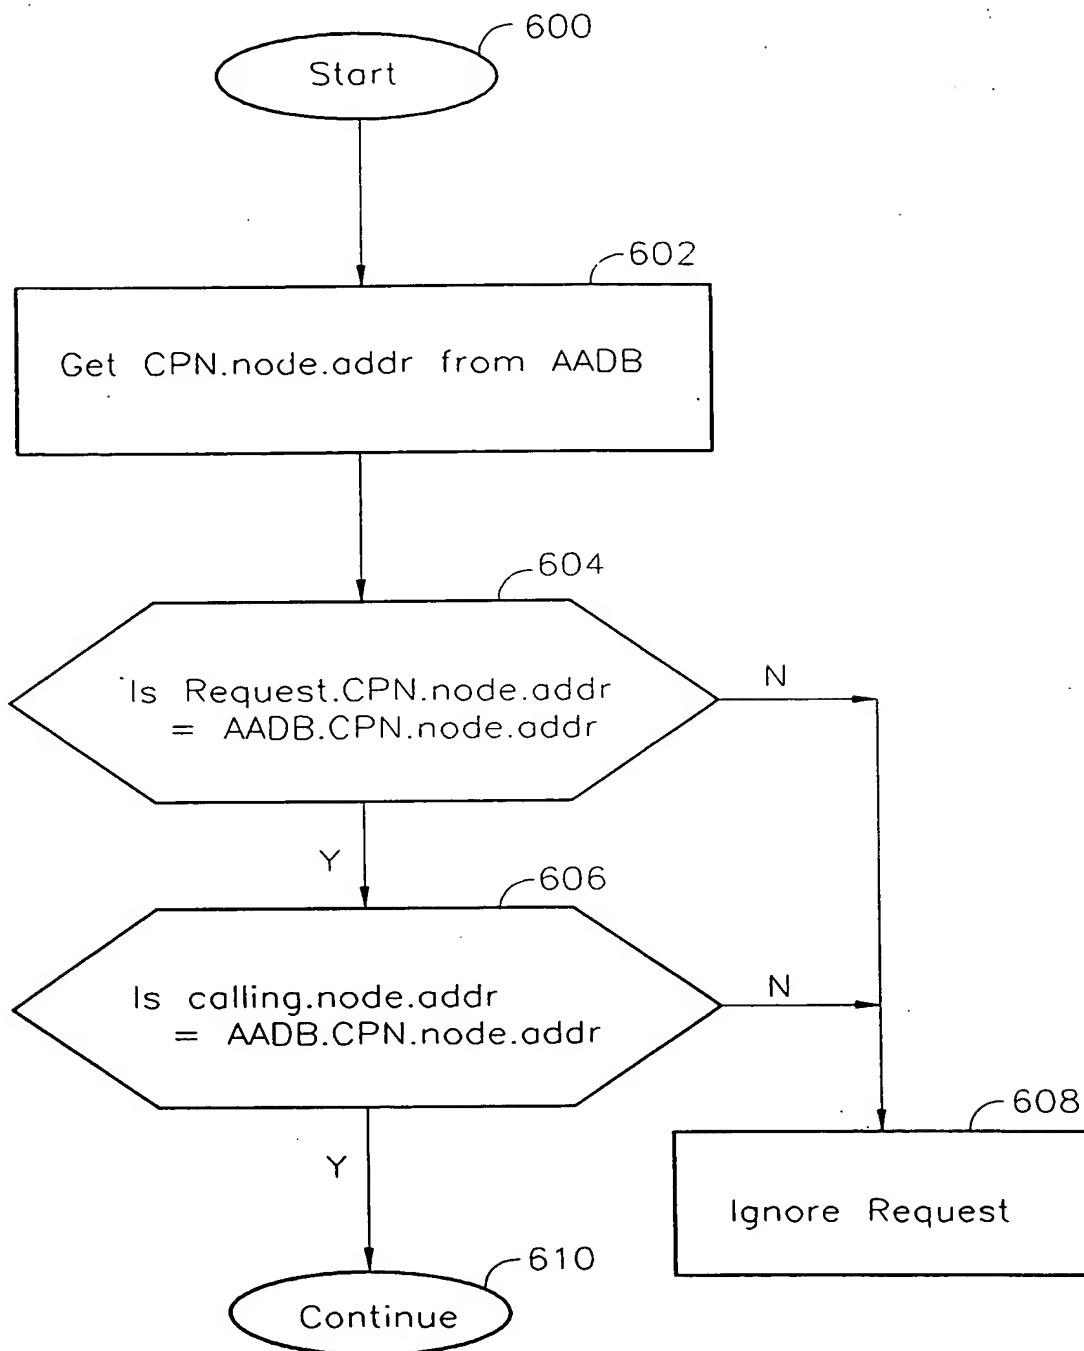 600
Start
602
Get CPN.node.addr from AADB
604
Is Request.CPN.node.addr
= AADB.CPN.node.addr
N
Y
606
Is calling.node.addr
= AADB.CPN.node.addr
N
Y
608
Ignore Request
610
Continue